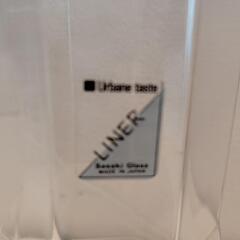 Urbane taste
LINER
Sasaki Glass
MADE IN JAPAN